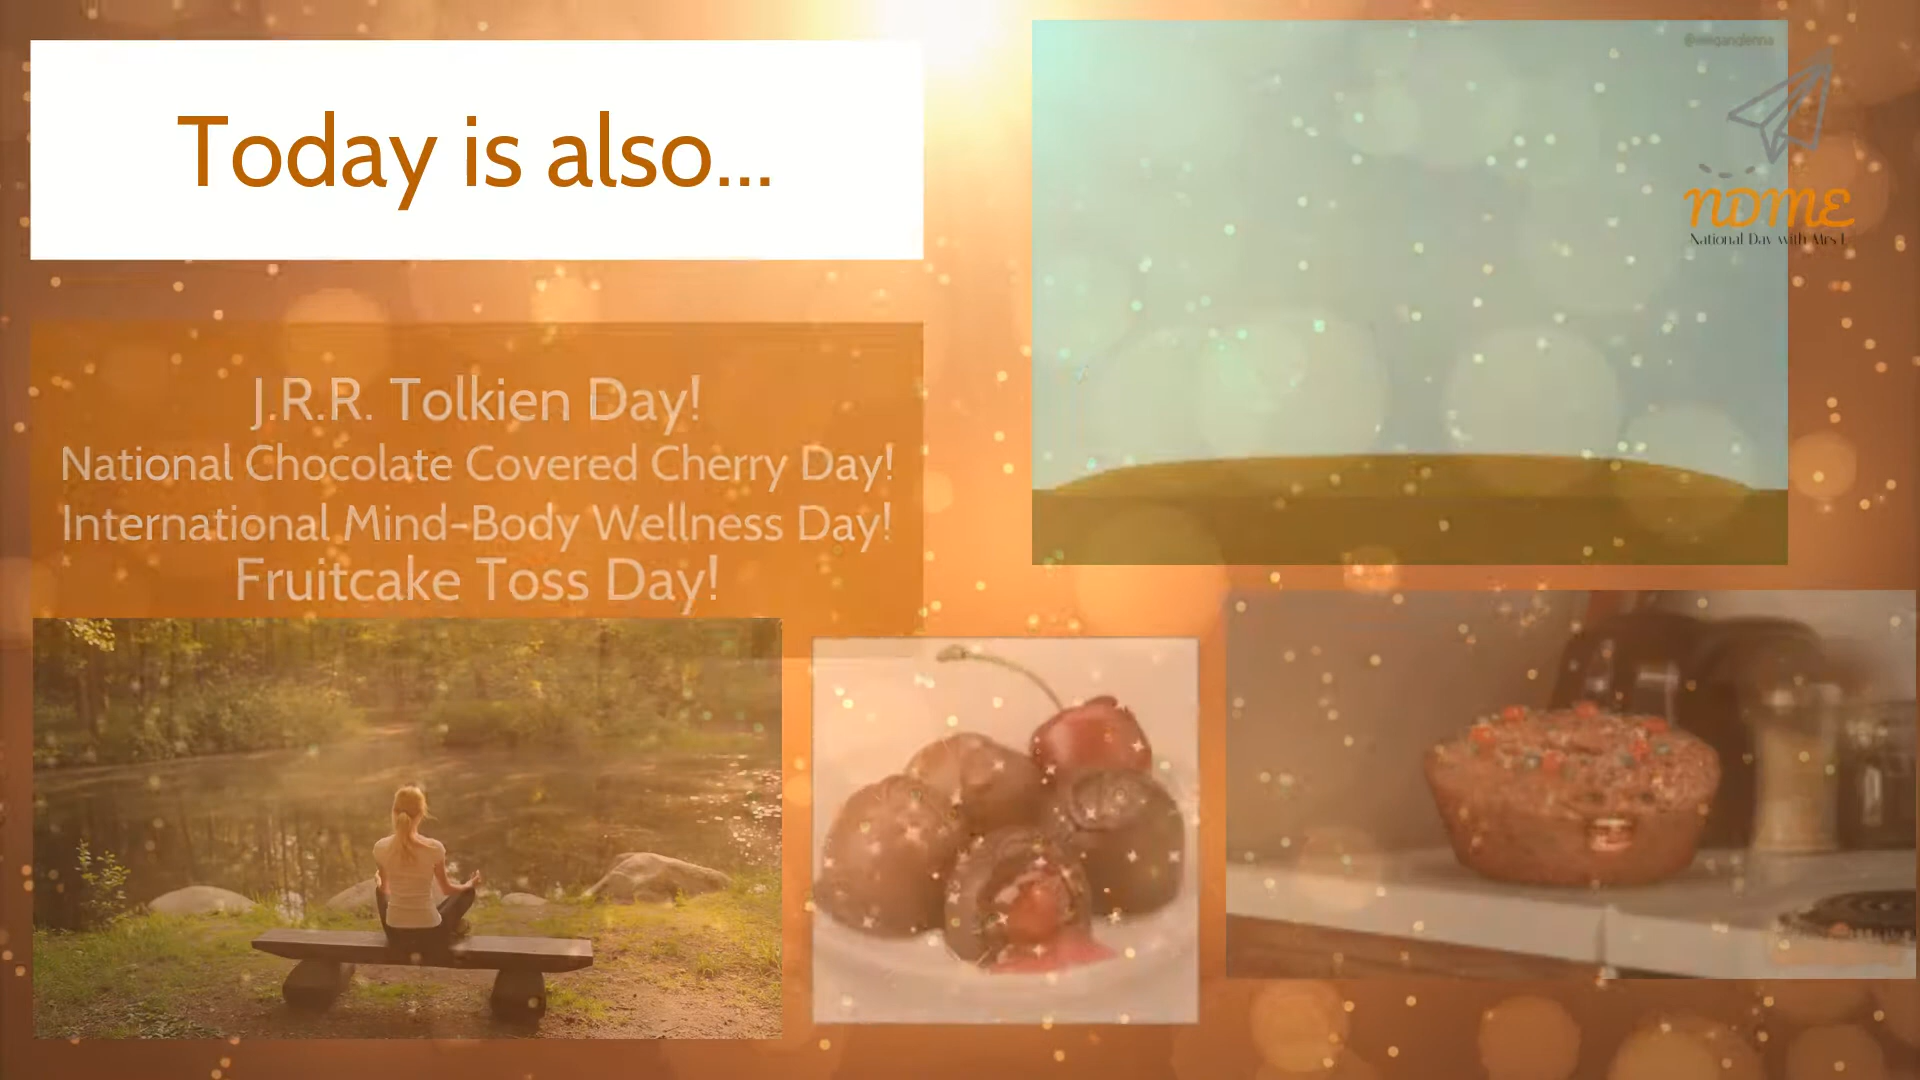 Today is also...
J.R.R. Tolkien Day!
National Chocolate Covered Cherry Day!
International Mind-Body Wellness Day!
Fruitcake Toss Day!
NDME
National Day with Mrs E